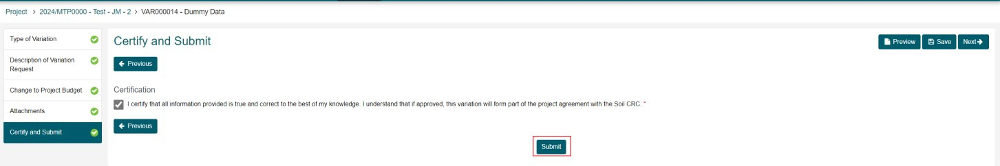 Project > 2024/MTP0000 - Test - JM - 2 > VAR000014 - Dummy Data
Type of Variation
Description of Variation
Request
Change to Project Budget
Attachments
Certify and Submit
Certify and Submit
Preview
Save
Next
Previous
Certification
I certify that all information provided is true and correct to the best of my knowledge. I understand that if approved, this variation will form part of the project agreement with the Soil CRC. *
Previous
Submit